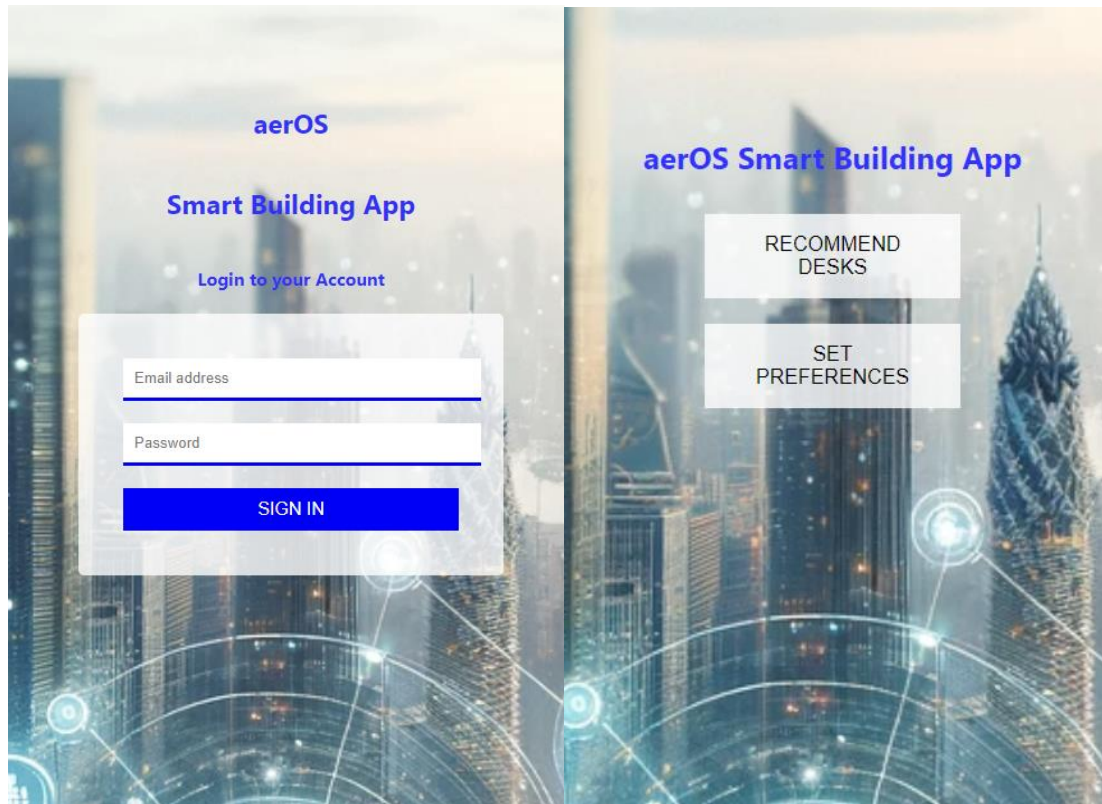 aerOS
Smart Building App
Login to your Account
Email address
Password
SIGN IN
aerOS Smart Building App
RECOMMEND
DESKS
SET
PREFERENCES